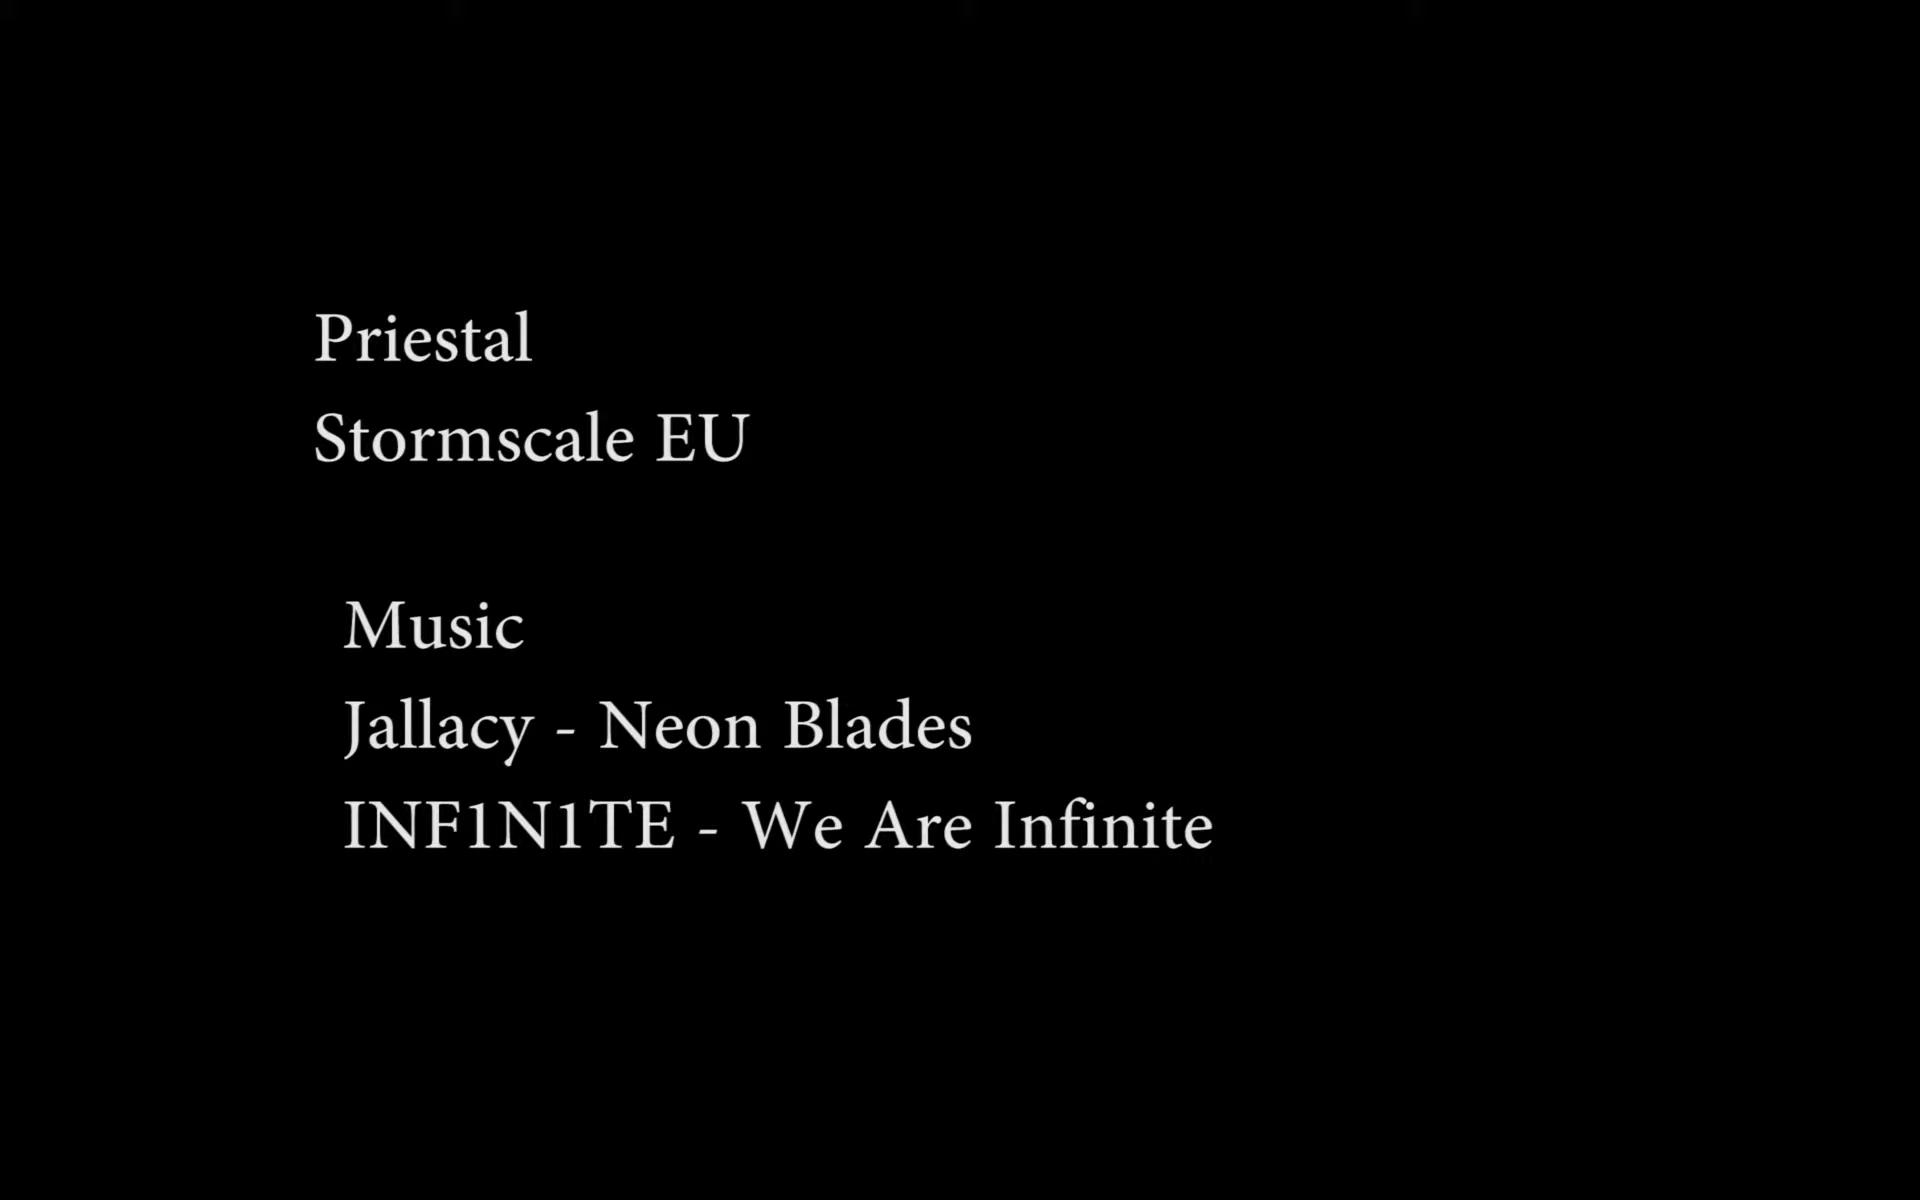 Priestal
Stormscale EU
Music
Jallacy - Neon Blades
INF1N1TE - We Are Infinite